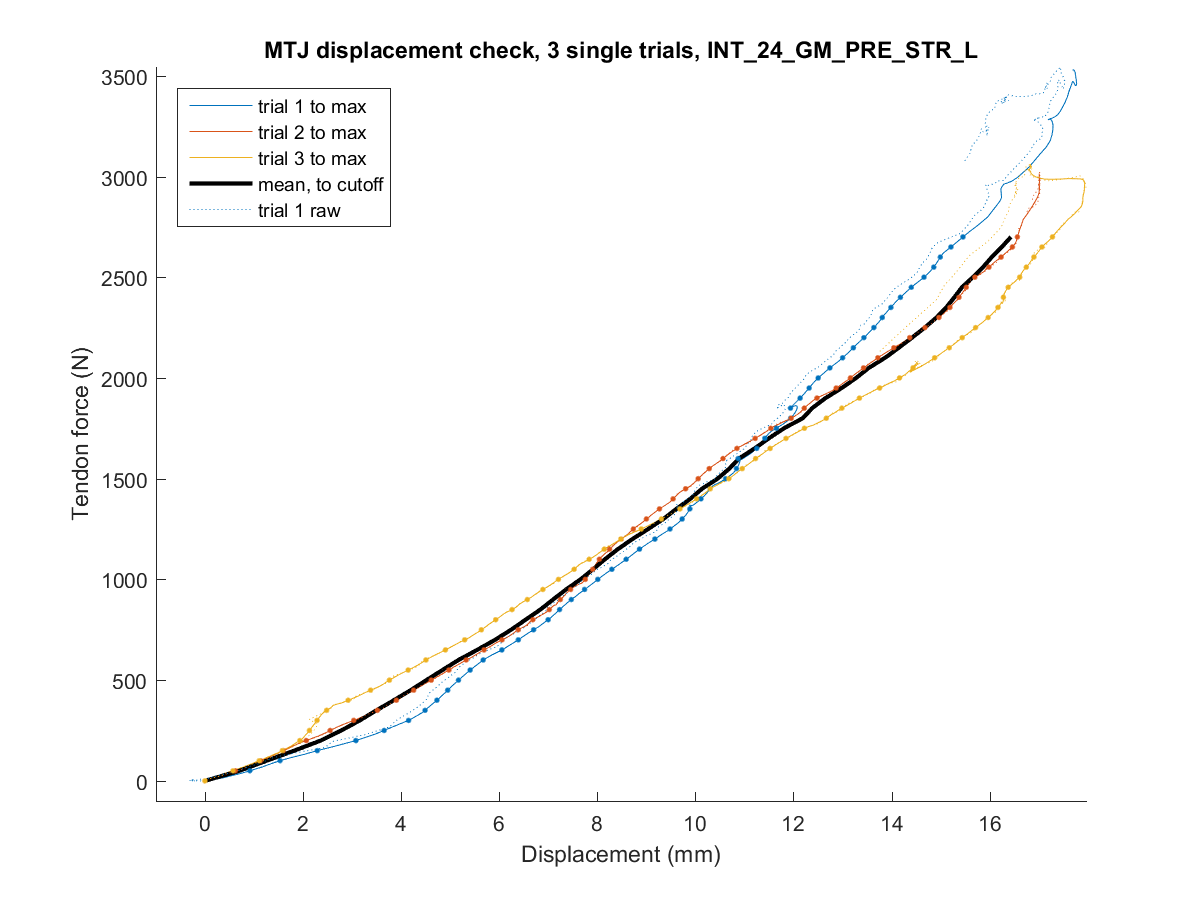 MTJ displacement check, 3 single trials, INT_24_GM_PRE_STR_L
trial 1 to max
trial 2 to max
trial 3 to max
mean, to cutoff
trial 1 raw
3500
3000
2500
2000
1500
1000
500
0
Tendon force (N)
0 2 4 6 8 10 12 14 16
Displacement (mm)